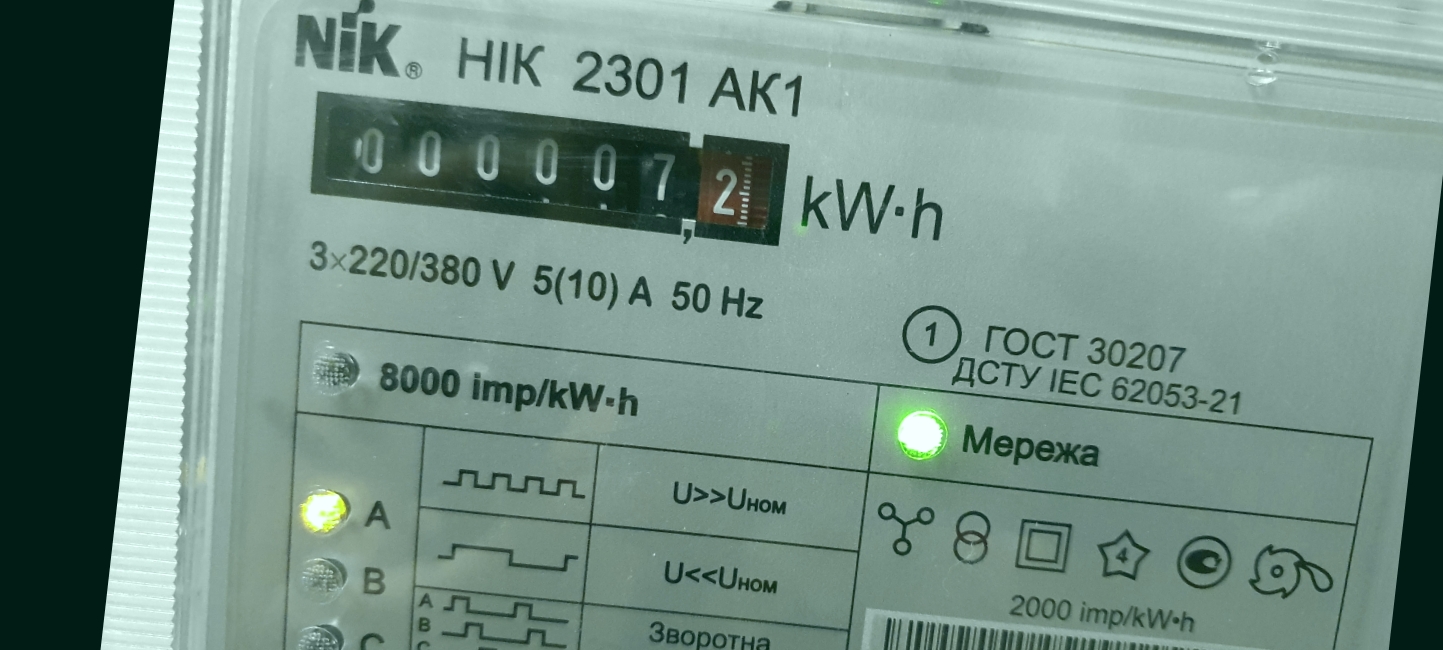 NiK® НІК 2301 АК1
000007,2 kW·h
3×220/380 V 5(10) A 50 Hz
1 ГОСТ 30207
ДСТУ IEC 62053-21
8000 imp/kW·h
Мережа
A
U>>Uном
B
U<<Uном
4
2000 imp/kW·h
A
B
C
C
Зворотна